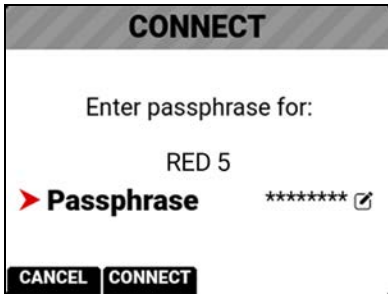 CONNECT
Enter passphrase for:
RED 5
Passphrase ********
CANCEL CONNECT